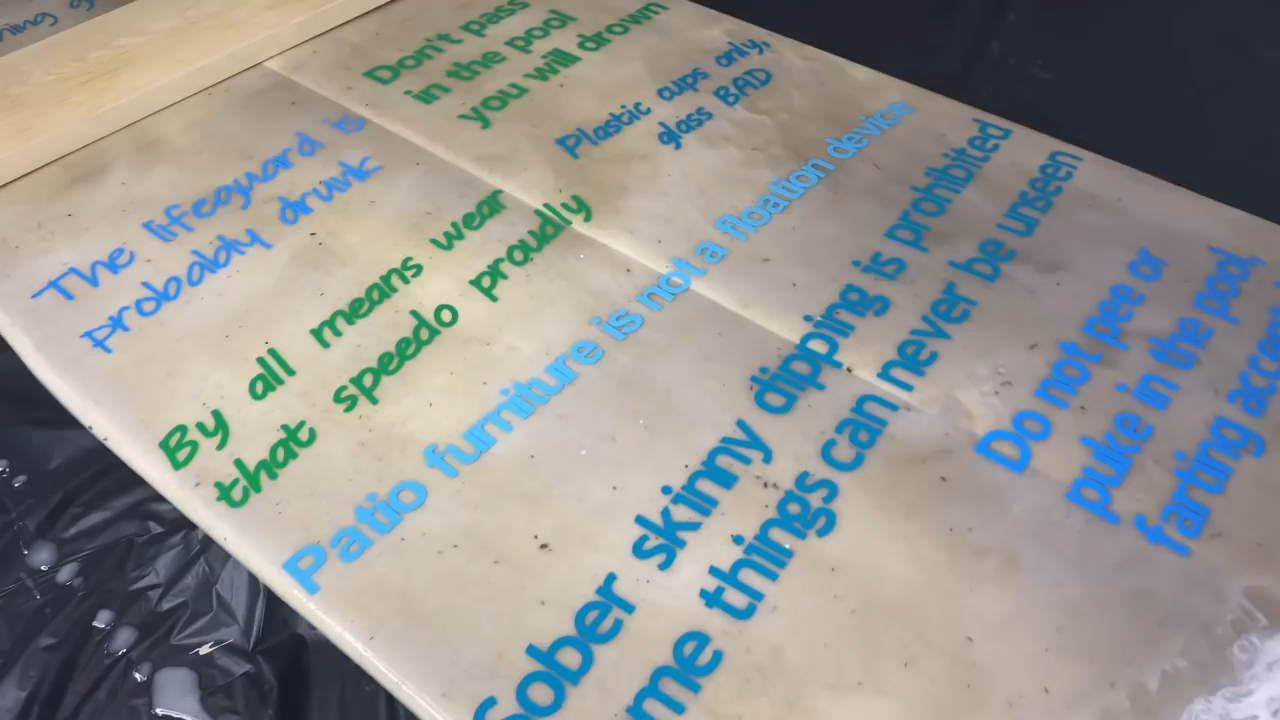 Don't pass
in the pool
you will drown
Plastic cups only,
glass BAD
The lifeguard is
probably drunk
By all means wear
that speedo proudly
Patio furniture is not a floation device
Sober skinny dipping is prohibited
me things can never be unseen
Do not pee or
puke in the pool,
farting